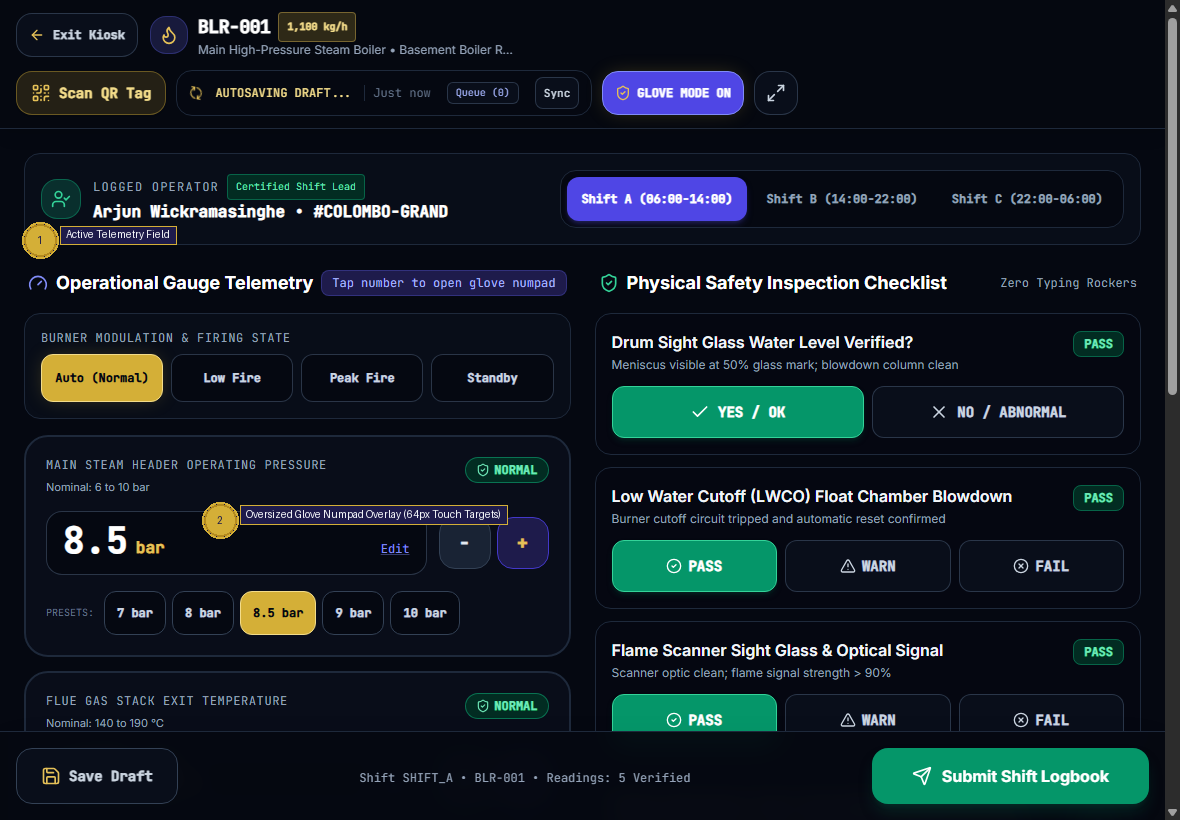 Exit Kiosk
BLR-001
1,100 kg/h
Main High-Pressure Steam Boiler • Basement Boiler R...
Scan QR Tag
AUTOSAVING DRAFT...
Just now
Queue (0)
Sync
GLOVE MODE ON
LOGGED OPERATOR
Certified Shift Lead
Arjun Wickramasinghe • #COLOMBO-GRAND
Shift A (06:00-14:00)
Shift B (14:00-22:00)
Shift C (22:00-06:00)
1
Active Telemetry Field
Operational Gauge Telemetry
Tap number to open glove numpad
BURNER MODULATION & FIRING STATE
Auto (Normal)
Low Fire
Peak Fire
Standby
MAIN STEAM HEADER OPERATING PRESSURE
NORMAL
Nominal: 6 to 10 bar
2
Oversized Glove Numpad Overlay (64px Touch Targets)
8.5 bar
Edit
-
+
PRESETS:
7 bar
8 bar
8.5 bar
9 bar
10 bar
FLUE GAS STACK EXIT TEMPERATURE
NORMAL
Nominal: 140 to 190 °C
Physical Safety Inspection Checklist
Zero Typing Rockers
Drum Sight Glass Water Level Verified?
PASS
Meniscus visible at 50% glass mark; blowdown column clean
YES / OK
NO / ABNORMAL
Low Water Cutoff (LWCO) Float Chamber Blowdown
PASS
Burner cutoff circuit tripped and automatic reset confirmed
PASS
WARN
FAIL
Flame Scanner Sight Glass & Optical Signal
PASS
Scanner optic clean; flame signal strength > 90%
PASS
WARN
FAIL
Save Draft
Shift SHIFT_A • BLR-001 • Readings: 5 Verified
Submit Shift Logbook